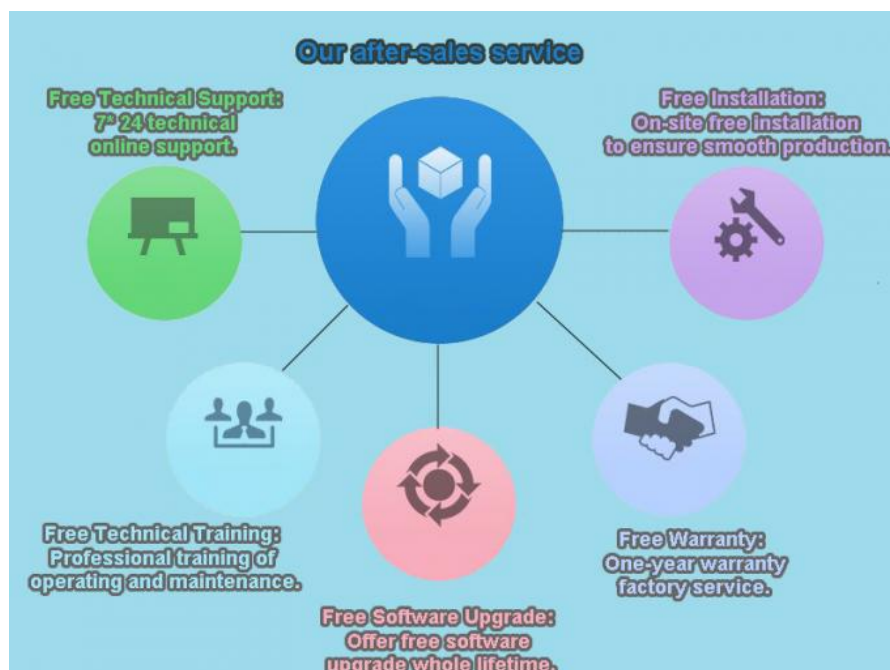 Our after-sales service
Free Technical Support:
7* 24 technical
online support.
Free Installation:
On-site free installation
to ensure smooth production.
Free Technical Training:
Professional training of
operating and maintenance.
Free Software Upgrade:
Offer free software
upgrade whole lifetime.
Free Warranty:
One-year warranty
factory service.